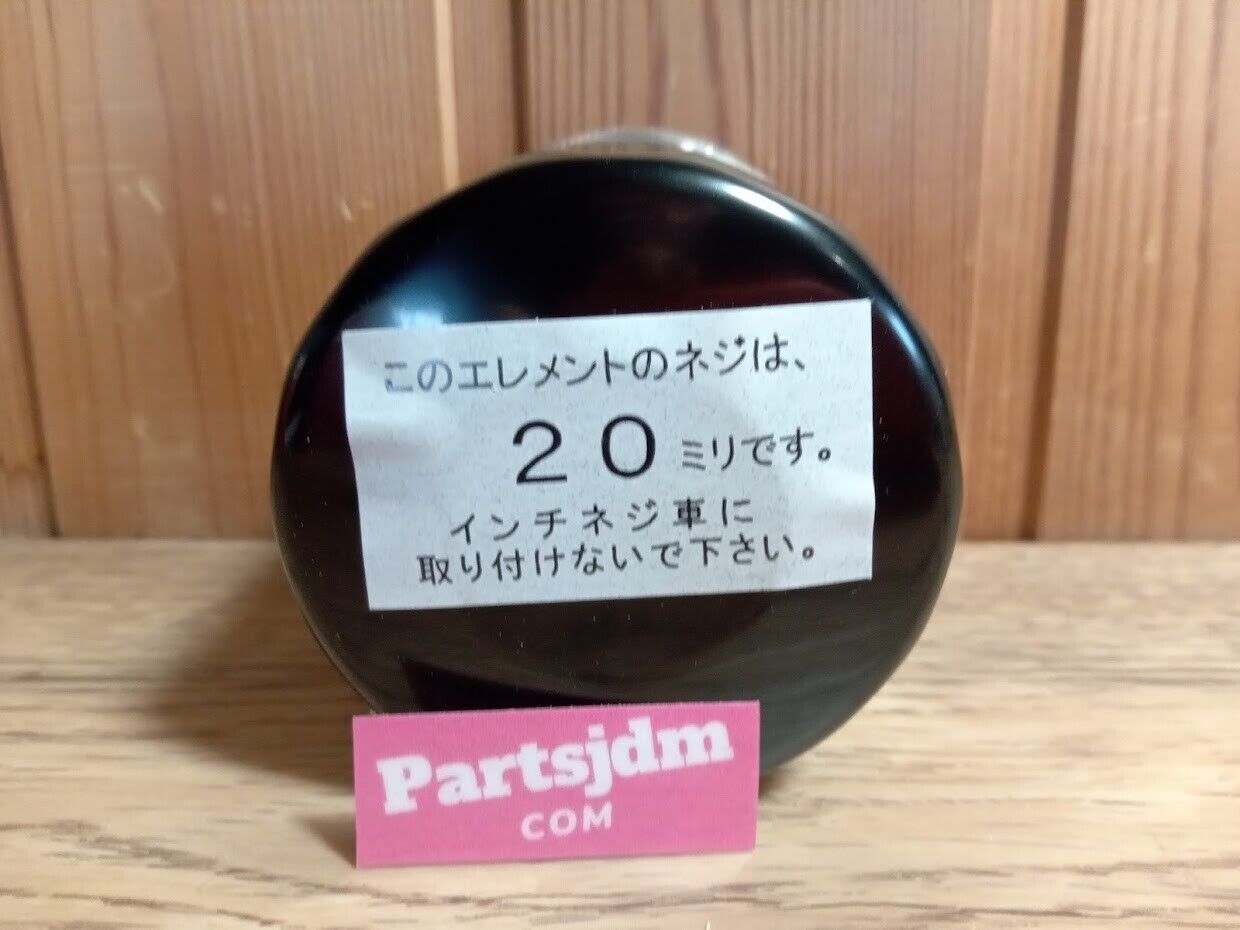 このエレメントのネジは、
２０ミリです。
インチネジ車に
取り付けないで下さい。
Partsjdm
COM